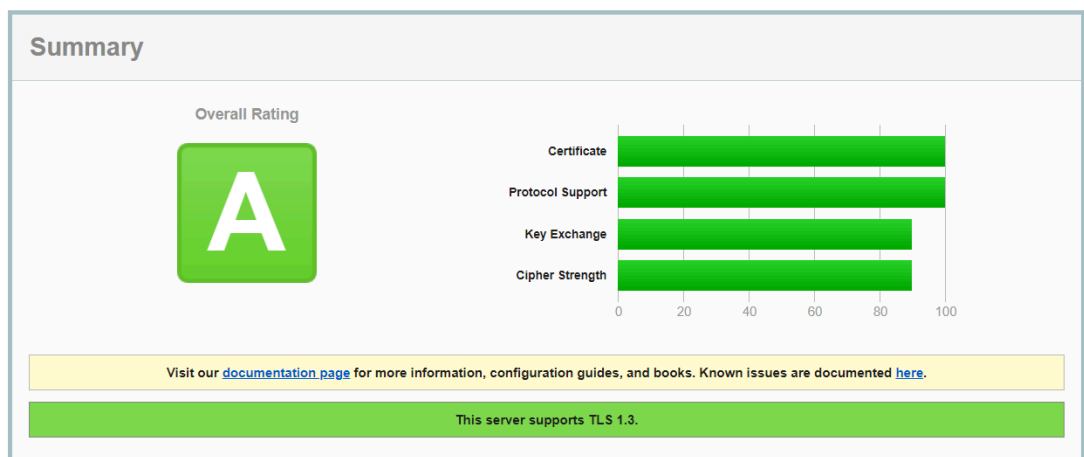 Summary
Overall Rating
A
Certificate
Protocol Support
Key Exchange
Cipher Strength
0 20 40 60 80 100
Visit our documentation page for more information, configuration guides, and books. Known issues are documented here.
This server supports TLS 1.3.